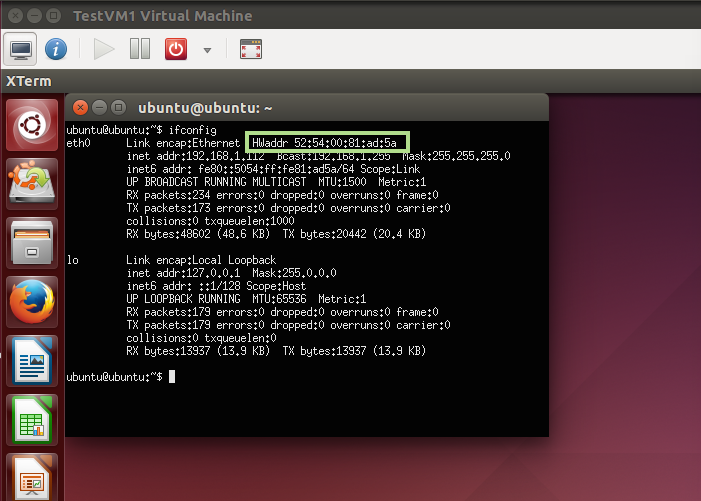 TestVM1 Virtual Machine
XTerm
ubuntu@ubuntu: ~
ubuntu@ubuntu:~$ ifconfig
eth0 Link encap:Ethernet HWaddr 52:54:00:81:ad:5a
inet addr:192.168.1.112 Bcast:192.168.1.255 Mask:255.255.255.0
inet6 addr: fe80::5054:ff:fe81:ad5a/64 Scope:Link
UP BROADCAST RUNNING MULTICAST MTU:1500 Metric:1
RX packets:234 errors:0 dropped:0 overruns:0 frame:0
TX packets:173 errors:0 dropped:0 overruns:0 carrier:0
collisions:0 txqueuelen:1000
RX bytes:48602 (48.6 KB) TX bytes:20442 (20.4 KB)
lo Link encap:Local Loopback
inet addr:127.0.0.1 Mask:255.0.0.0
inet6 addr: ::1/128 Scope:Host
UP LOOPBACK RUNNING MTU:65536 Metric:1
RX packets:179 errors:0 dropped:0 overruns:0 frame:0
TX packets:179 errors:0 dropped:0 overruns:0 carrier:0
collisions:0 txqueuelen:0
RX bytes:13937 (13.9 KB) TX bytes:13937 (13.9 KB)
ubuntu@ubuntu:~$